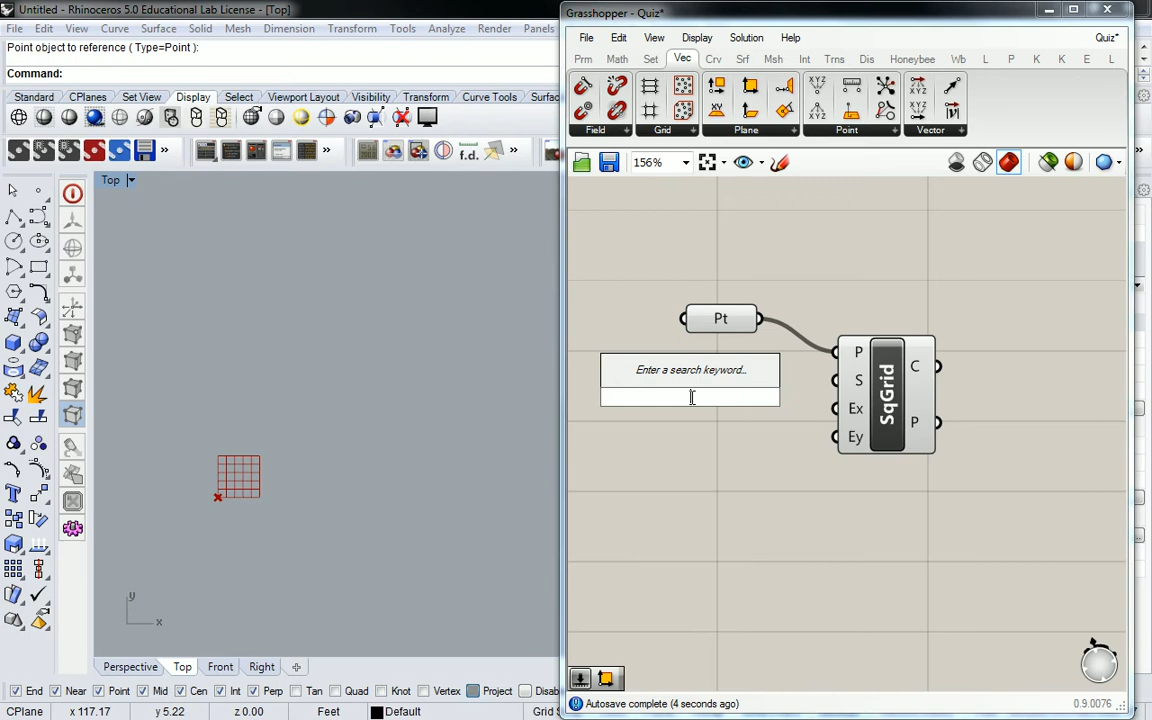 Untitled - Rhinoceros 5.0 Educational Lab License - [Top]
File Edit View Curve Surface Solid Mesh Dimension Transform Tools Analyze Render Panels
Point object to reference ( Type=Point ):
Command:
Standard CPlanes Set View Display Select Viewport Layout Visibility Transform Curve Tools Surfac
f.d.
Top
y
x
Perspective Top Front Right
End Near Point Mid Cen Int Perp Tan Quad Knot Vertex Project Disab
CPlane x 117.17 y 5.22 z 0.00 Feet Default Grid S
Grasshopper - Quiz*
File Edit View Display Solution Help Quiz*
Prm Math Set Vec Crv Srf Msh Int Trns Dis Honeybee Wb L P K K E L
Field Grid Plane Point Vector
156%
Pt
Enter a search keyword...
P
S
Ex
Ey
SqGrid
C
P
Autosave complete (4 seconds ago) 0.9.0076